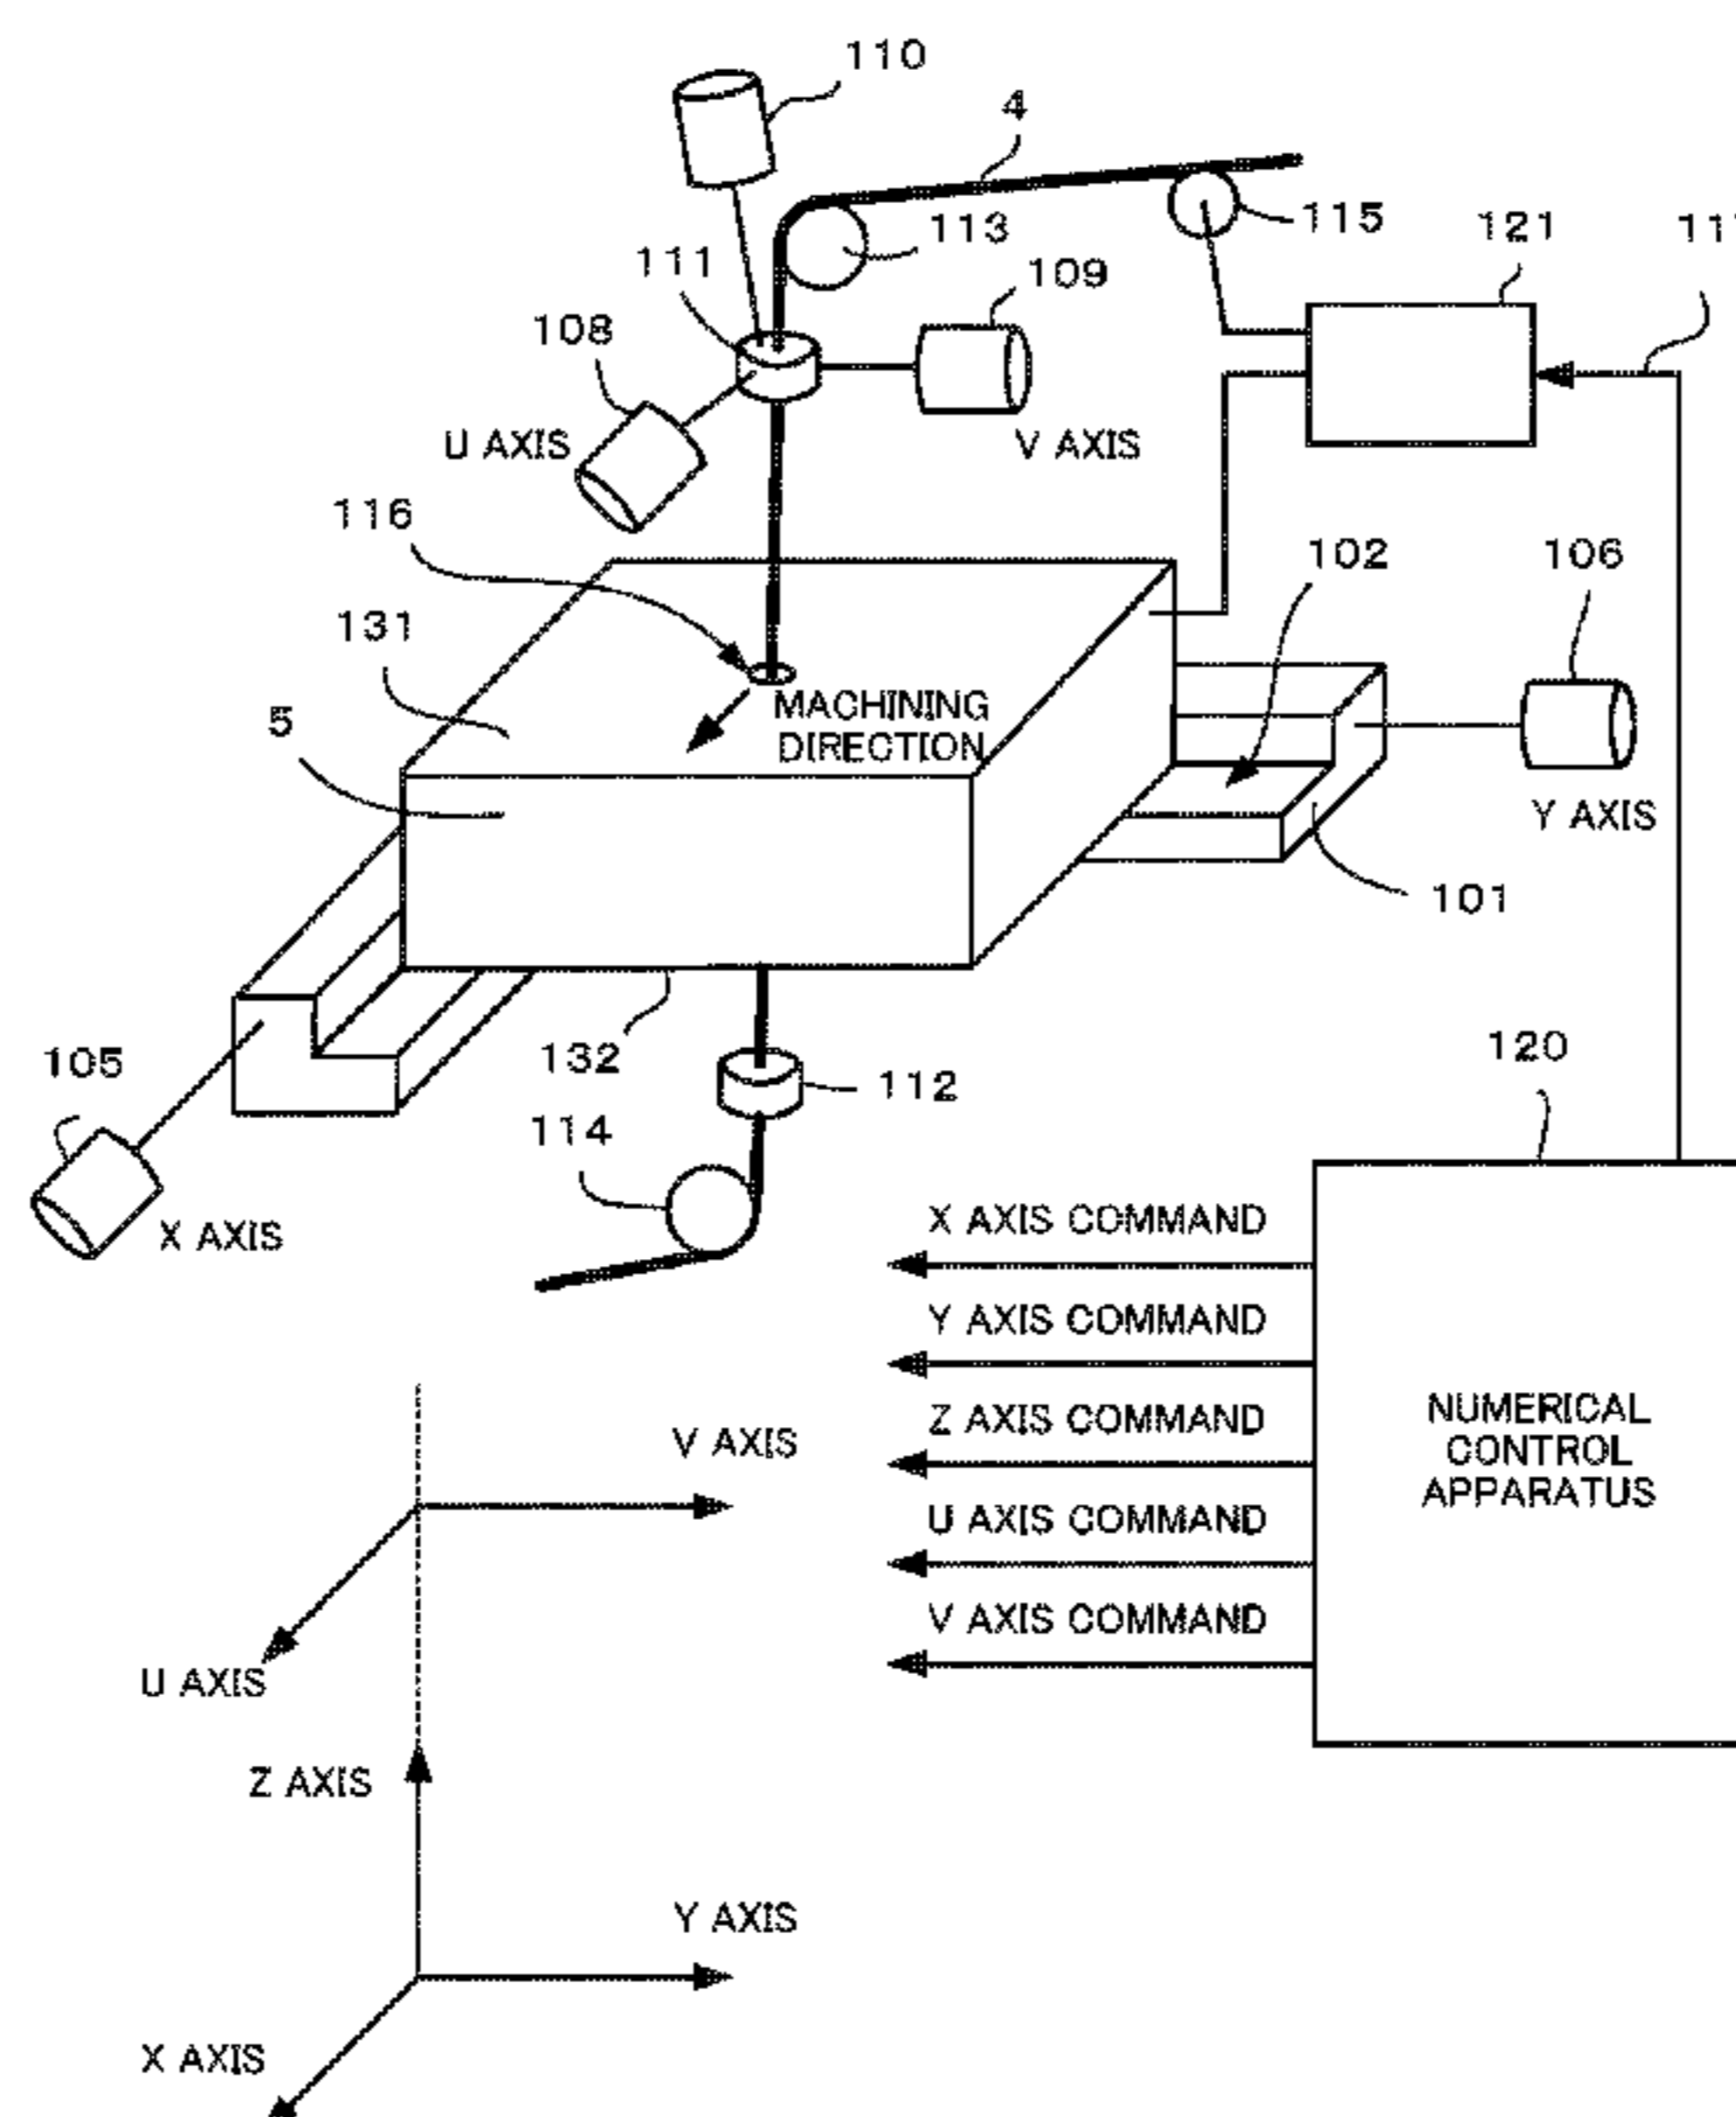 110
4
113
115
121
111
109
108
U AXIS
V AXIS
116
102
106
131
5
MACHINING
DIRECTION
Y AXIS
101
105
132
112
120
114
X AXIS
X AXIS COMMAND
Y AXIS COMMAND
Z AXIS COMMAND
U AXIS COMMAND
V AXIS COMMAND
NUMERICAL
CONTROL
APPARATUS
V AXIS
U AXIS
Z AXIS
Y AXIS
X AXIS